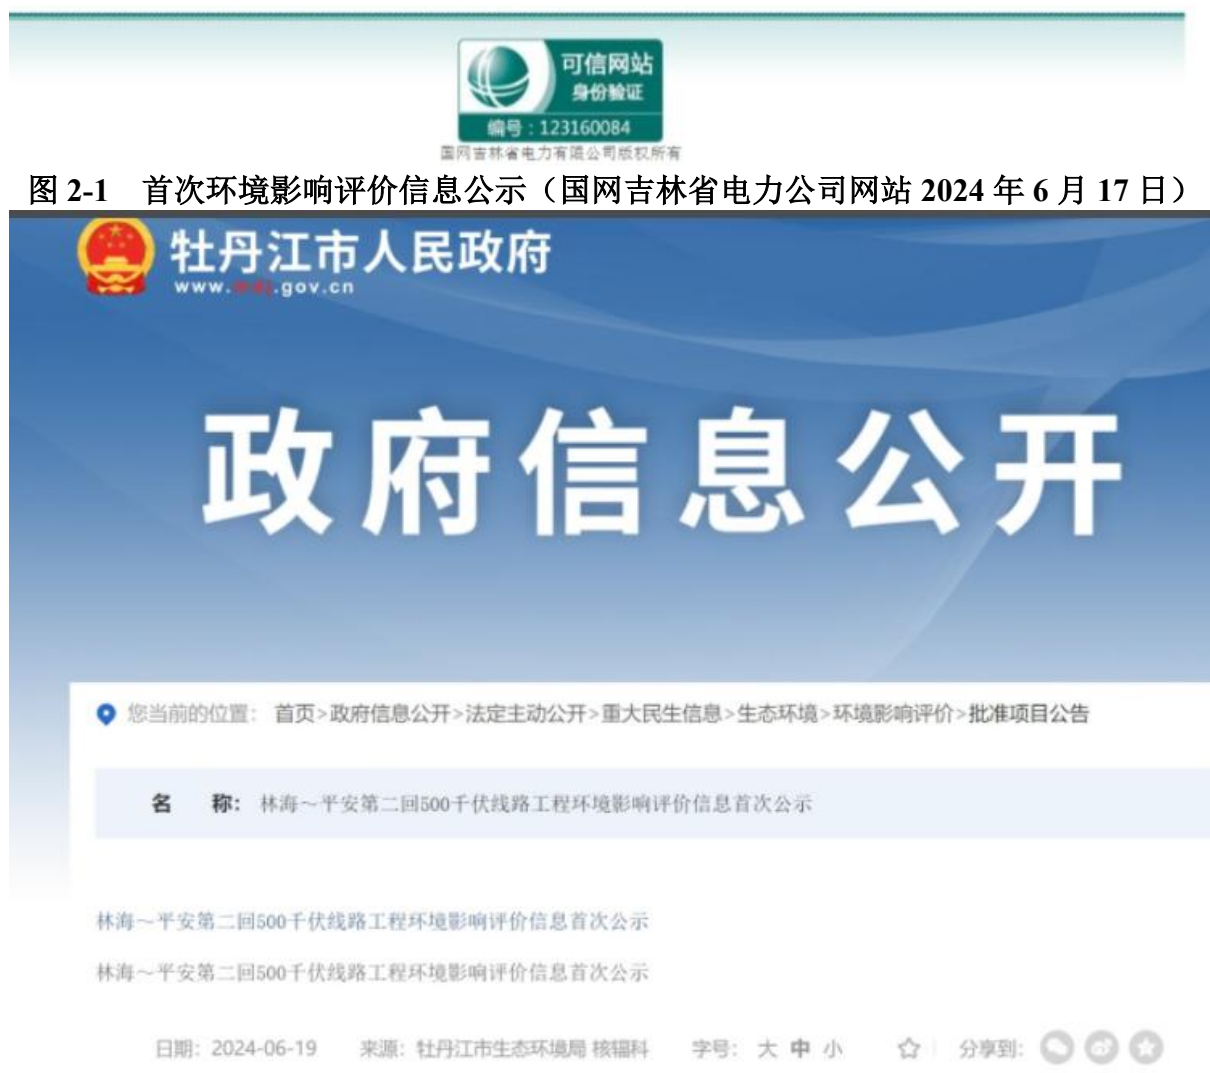 可信网站
身份验证
编号：123160084
国网吉林省电力有限公司版权所有
图 2-1 首次环境影响评价信息公示（国网吉林省电力公司网站 2024 年 6 月 17 日）
牡丹江市人民政府
www.mdj.gov.cn
政府信息公开
您当前的位置： 首页>政府信息公开>法定主动公开>重大民生信息>生态环境>环境影响评价>批准项目公告
名 称： 林海～平安第二回500千伏线路工程环境影响评价信息首次公示
林海～平安第二回500千伏线路工程环境影响评价信息首次公示
林海～平安第二回500千伏线路工程环境影响评价信息首次公示
日期：2024-06-19 来源：牡丹江市生态环境局 核辐科 字号： 大 中 小 分享到：